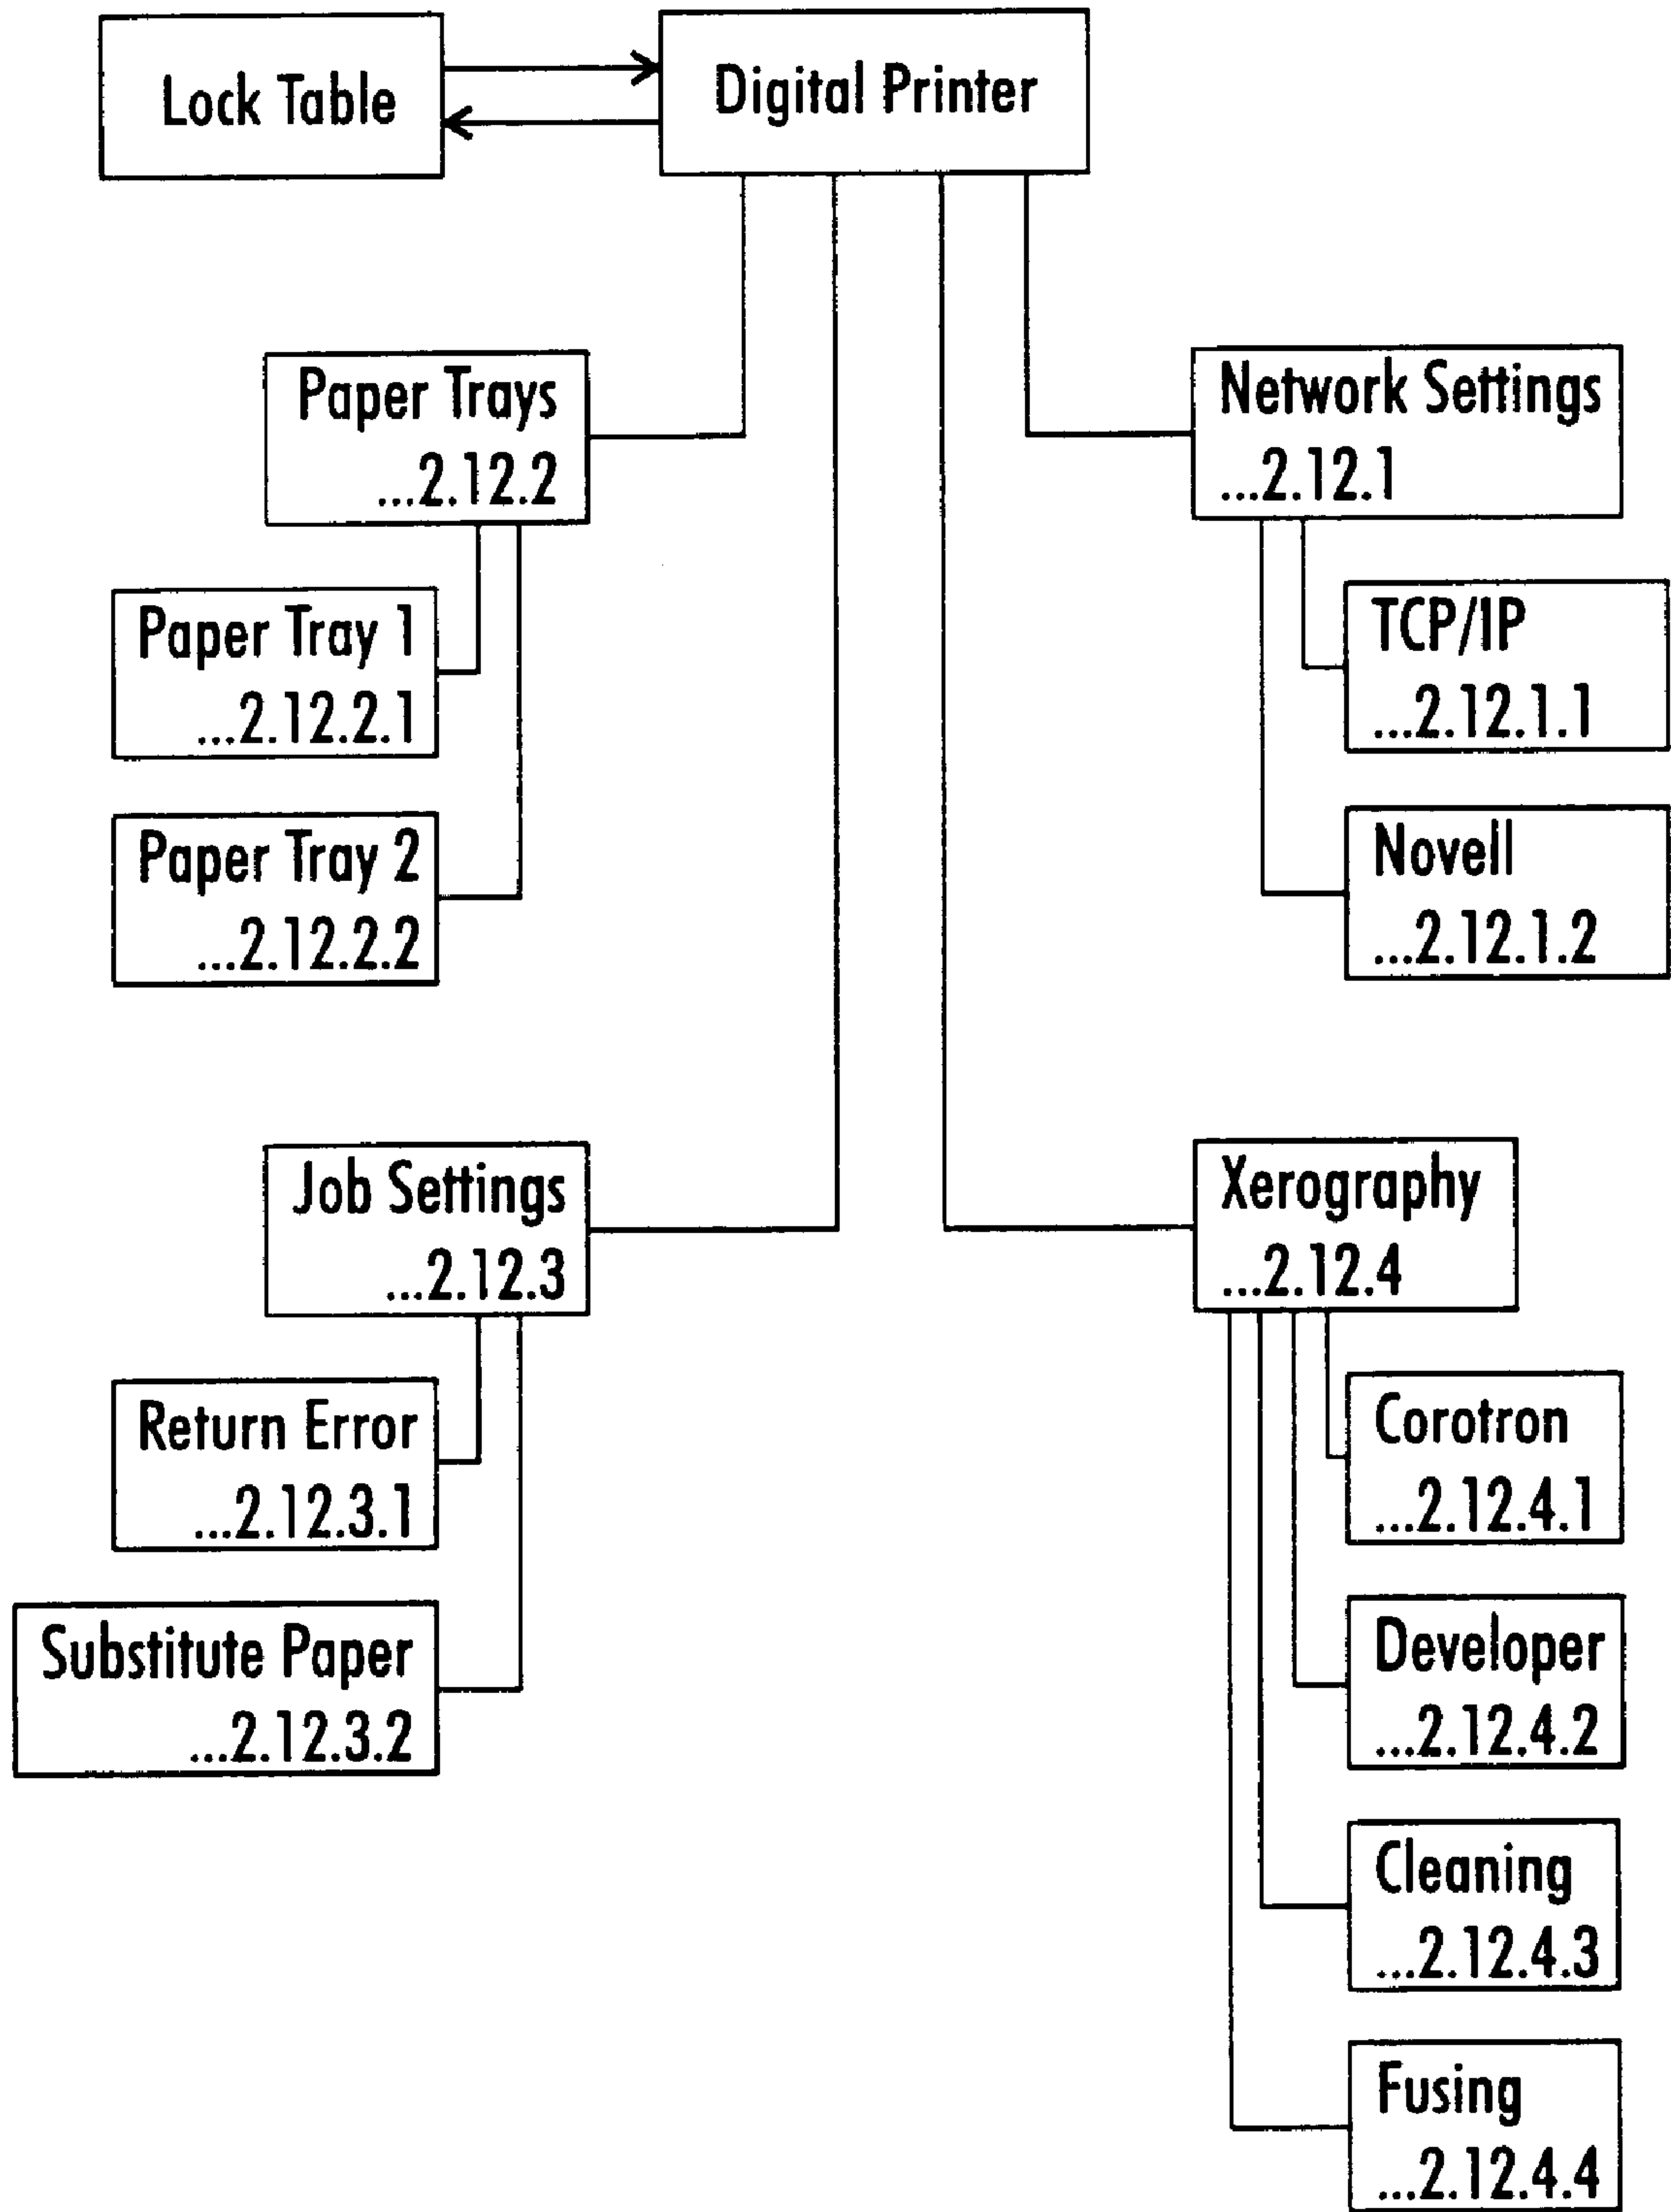 Lock Table
Digital Printer
Paper Trays
...2.12.2
Paper Tray 1
...2.12.2.1
Paper Tray 2
...2.12.2.2
Network Settings
...2.12.1
TCP/IP
...2.12.1.1
Novell
...2.12.1.2
Job Settings
...2.12.3
Return Error
...2.12.3.1
Substitute Paper
...2.12.3.2
Xerography
...2.12.4
Corotron
...2.12.4.1
Developer
...2.12.4.2
Cleaning
...2.12.4.3
Fusing
...2.12.4.4